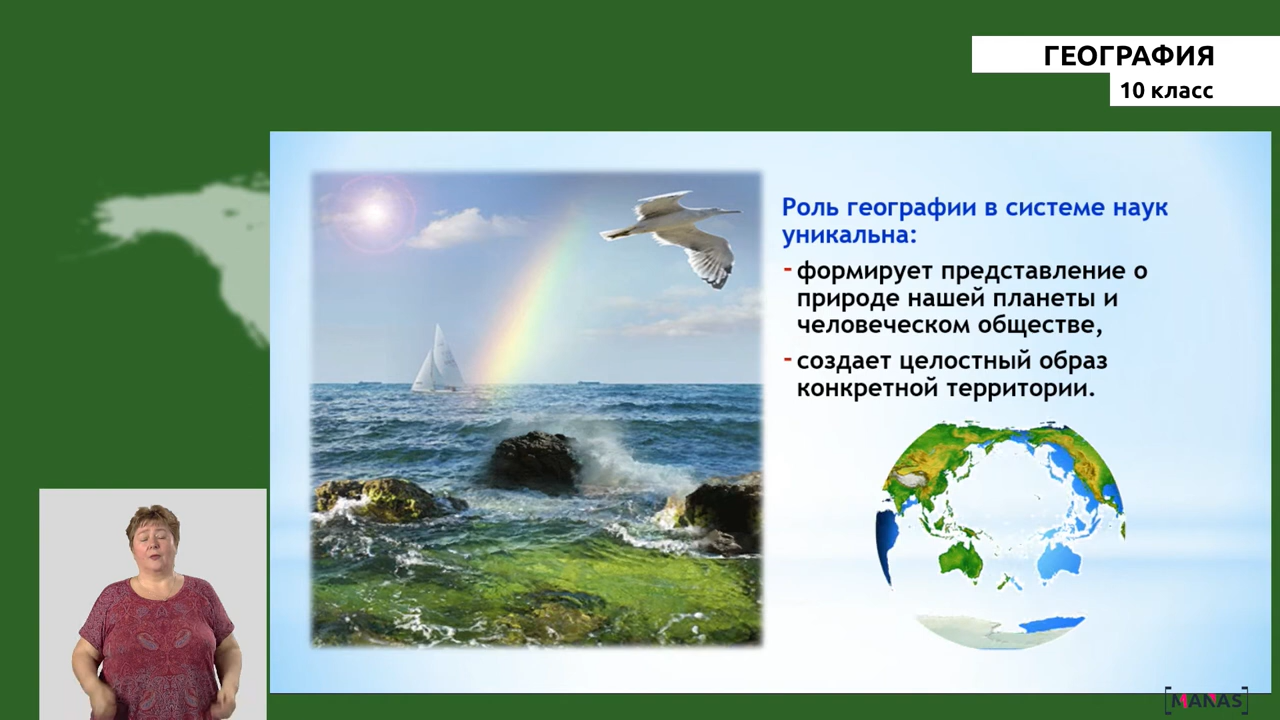 ГЕОГРАФИЯ
10 класс
Роль географии в системе наук
уникальна:
- формирует представление о
природе нашей планеты и
человеческом обществе,
- создает целостный образ
конкретной территории.
[MANAS]